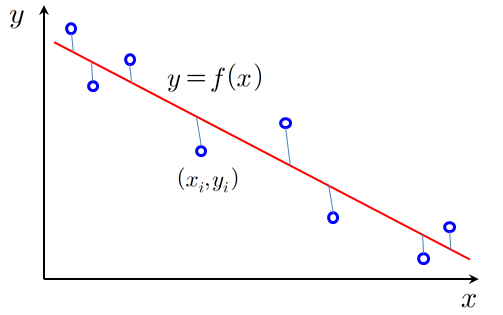 y
y = f(x)
(x_i, y_i)
x